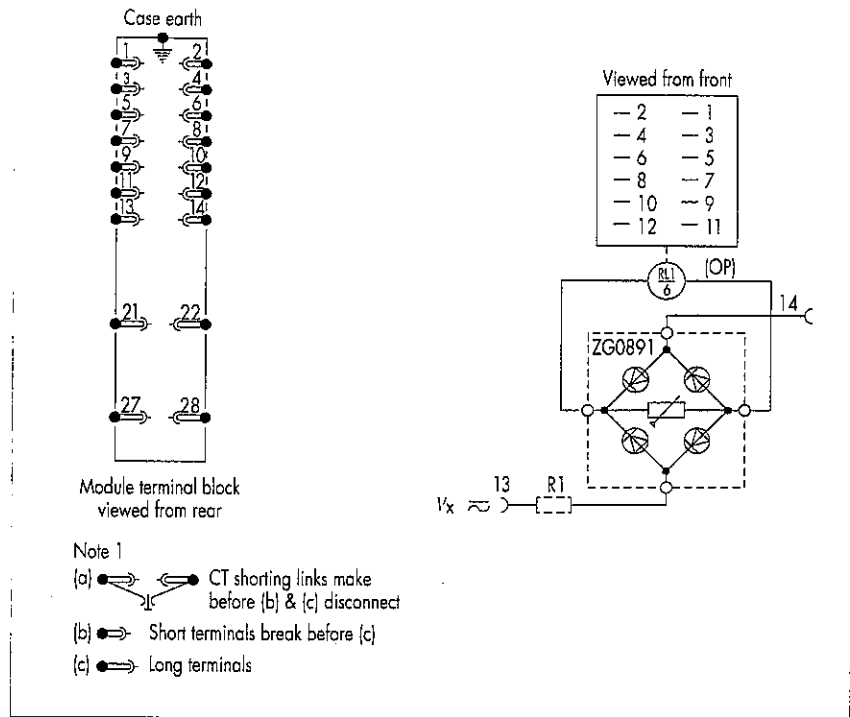 Case earth
1 2
3 4
5 6
7 8
9 10
11 12
13 14
21 22
27 28
Module terminal block
viewed from rear
Viewed from front
2 1
4 3
6 5
8 7
10 9
12 11
RL1
6
(OP)
14
ZG0891
Vx 13 R1
Note 1
(a) CT shorting links make
before (b) & (c) disconnect
(b) Short terminals break before (c)
(c) Long terminals